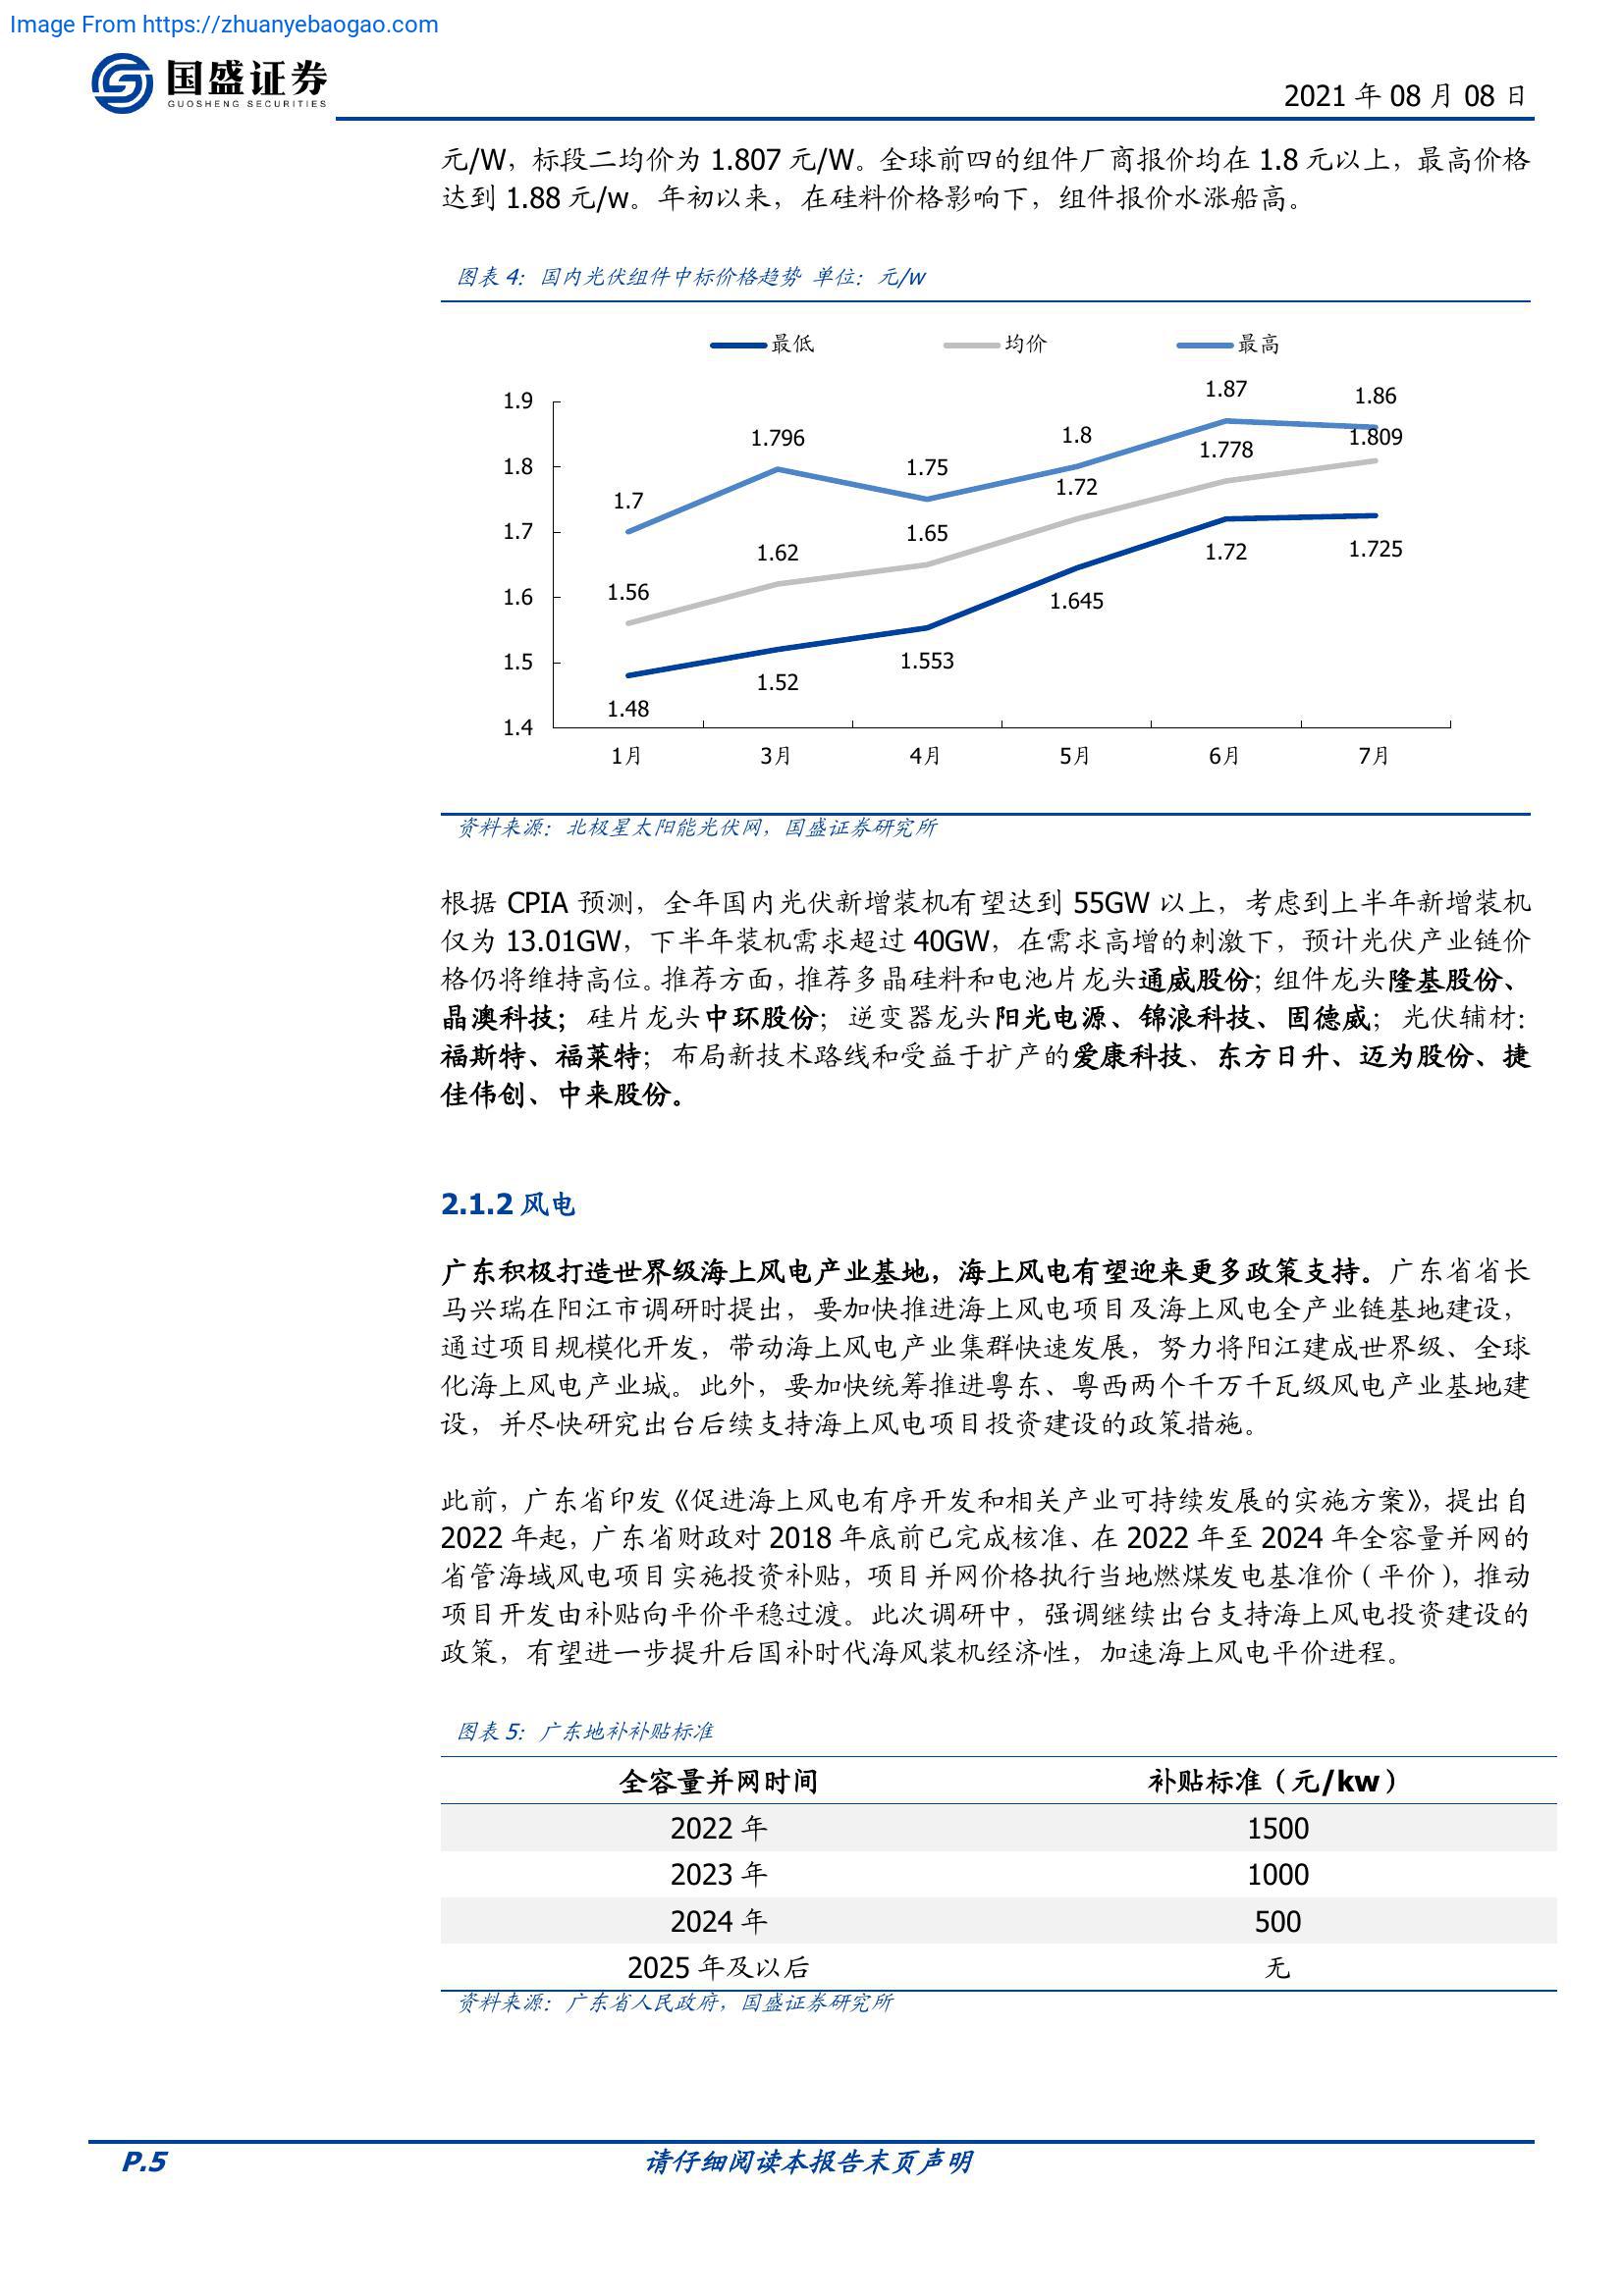 Image From https://zhuanyebaogao.com
国盛证券
GUOSHENG SECURITIES
2021 年 08 月 08 日
元/W，标段二均价为 1.807 元/W。全球前四的组件厂商报价均在 1.8 元以上，最高价格
达到 1.88 元/w。年初以来，在硅料价格影响下，组件报价水涨船高。
图表 4：国内光伏组件中标价格趋势 单位：元/w
最低 均价 最高
1.9
1.8
1.7
1.6
1.5
1.4
1.7 1.796 1.75 1.8 1.87 1.86
1.56 1.62 1.65 1.72 1.778 1.809
1.48 1.52 1.553 1.645 1.72 1.725
1月 3月 4月 5月 6月 7月
资料来源：北极星太阳能光伏网，国盛证券研究所
根据 CPIA 预测，全年国内光伏新增装机有望达到 55GW 以上，考虑到上半年新增装机
仅为 13.01GW，下半年装机需求超过 40GW，在需求高增的刺激下，预计光伏产业链价
格仍将维持高位。推荐方面，推荐多晶硅料和电池片龙头通威股份；组件龙头隆基股份、
晶澳科技；硅片龙头中环股份；逆变器龙头阳光电源、锦浪科技、固德威；光伏辅材：
福斯特、福莱特；布局新技术路线和受益于扩产的爱康科技、东方日升、迈为股份、捷
佳伟创、中来股份。
2.1.2 风电
广东积极打造世界级海上风电产业基地，海上风电有望迎来更多政策支持。广东省省长
马兴瑞在阳江市调研时提出，要加快推进海上风电项目及海上风电全产业链基地建设，
通过项目规模化开发，带动海上风电产业集群快速发展，努力将阳江建成世界级、全球
化海上风电产业城。此外，要加快统筹推进粤东、粤西两个千万千瓦级风电产业基地建
设，并尽快研究出台后续支持海上风电项目投资建设的政策措施。
此前，广东省印发《促进海上风电有序开发和相关产业可持续发展的实施方案》，提出自
2022 年起，广东省财政对 2018 年底前已完成核准、在 2022 年至 2024 年全容量并网的
省管海域风电项目实施投资补贴，项目并网价格执行当地燃煤发电基准价（平价），推动
项目开发由补贴向平价平稳过渡。此次调研中，强调继续出台支持海上风电投资建设的
政策，有望进一步提升后国补时代海风装机经济性，加速海上风电平价进程。
图表 5：广东地补补贴标准
全容量并网时间 补贴标准（元/kw）
2022 年 1500
2023 年 1000
2024 年 500
2025 年及以后 无
资料来源：广东省人民政府，国盛证券研究所
P.5 请仔细阅读本报告末页声明